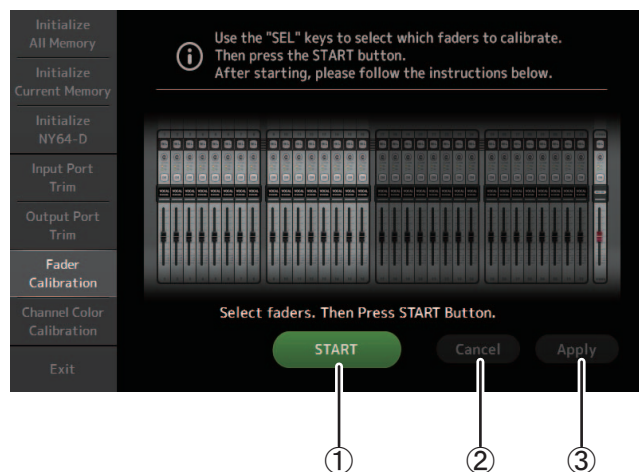 Initialize
All Memory
Initialize
Current Memory
Initialize
NY64-D
Input Port
Trim
Output Port
Trim
Fader
Calibration
Channel Color
Calibration
Exit
Use the "SEL" keys to select which faders to calibrate.
Then press the START button.
After starting, please follow the instructions below.
Select faders. Then Press START Button.
START
Cancel
Apply
①
②
③